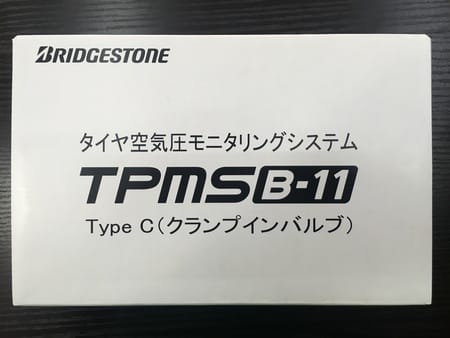 BRIDGESTONE
タイヤ空気圧モニタリングシステム
TPMS B-11
Type C(クランプインバルブ)